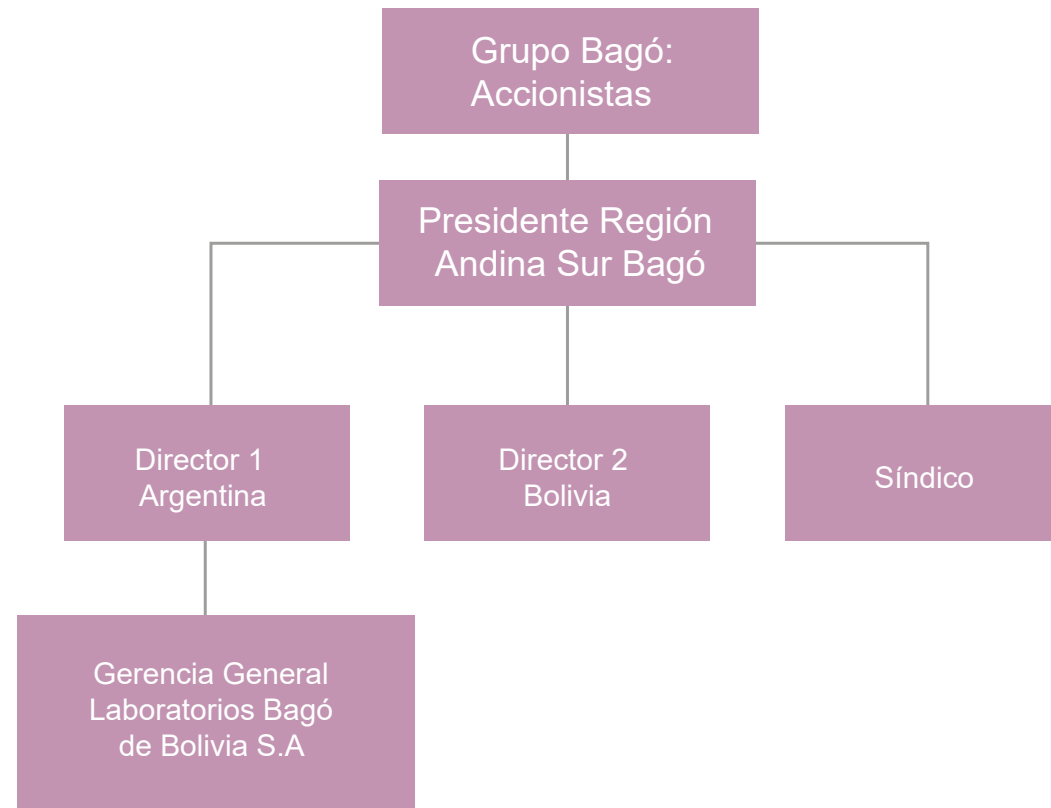 Grupo Bagó:
Accionistas
Presidente Región
Andina Sur Bagó
Director 1
Argentina
Director 2
Bolivia
Síndico
Gerencia General
Laboratorios Bagó
de Bolivia S.A